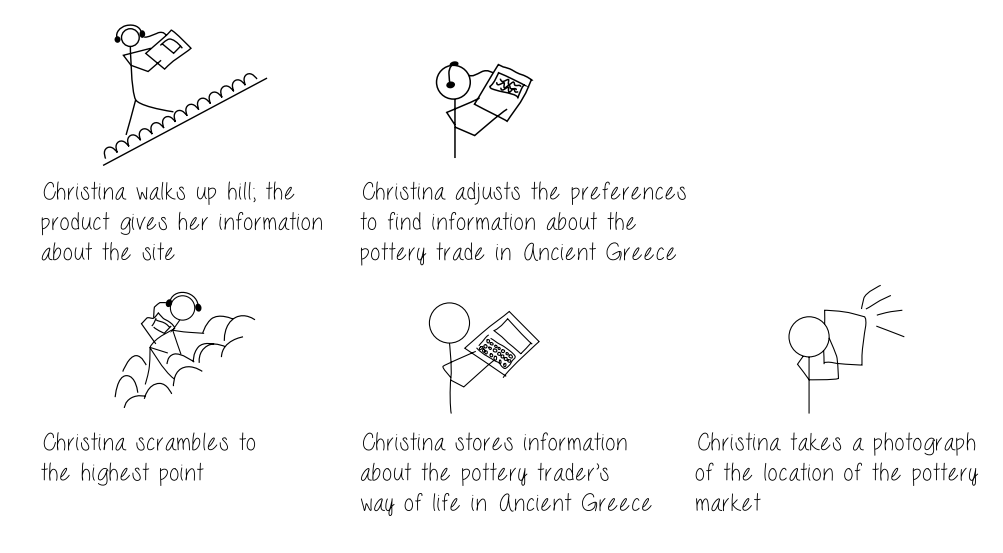 Christina walks up hill; the
product gives her information
about the site
Christina adjusts the preferences
to find information about the
pottery trade in Ancient Greece
Christina scrambles to
the highest point
Christina stores information
about the pottery trader's
way of life in Ancient Greece
Christina takes a photograph
of the location of the pottery
market